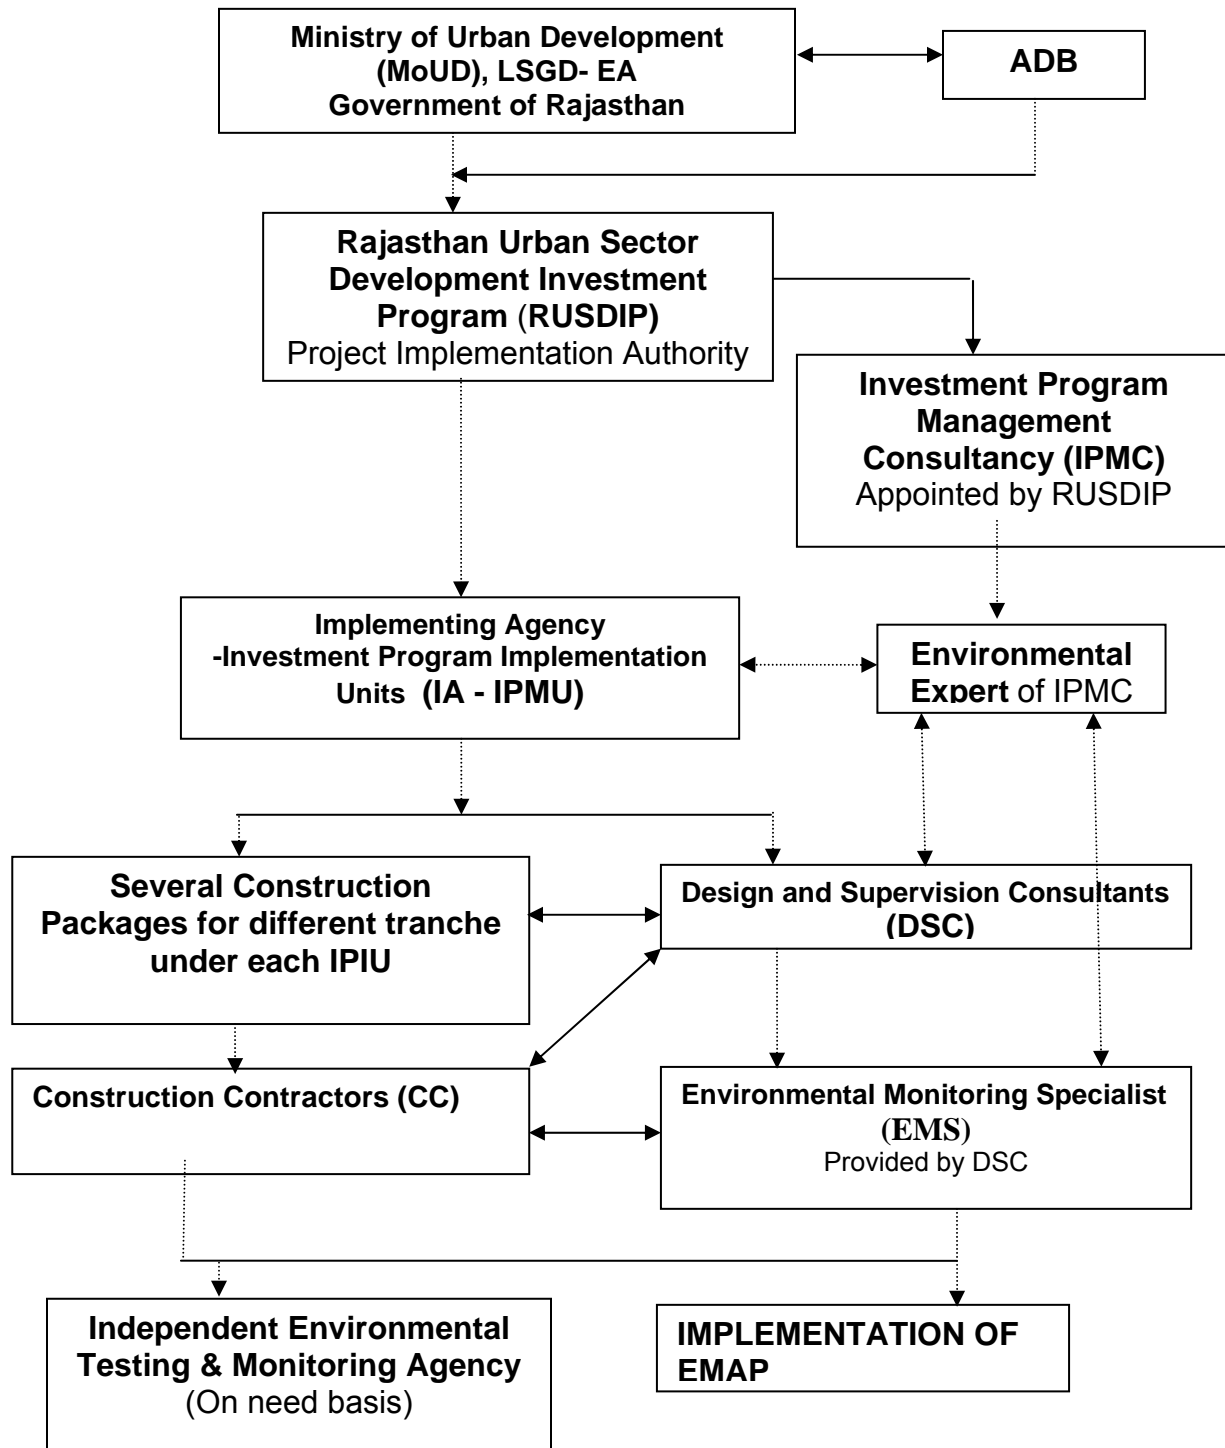 Ministry of Urban Development
(MoUD), LSGD- EA
Government of Rajasthan
ADB
Rajasthan Urban Sector
Development Investment
Program (RUSDIP)
Project Implementation Authority
Investment Program
Management
Consultancy (IPMC)
Appointed by RUSDIP
Implementing Agency
-Investment Program Implementation
Units (IA - IPMU)
Environmental
Expert of IPMC
Several Construction
Packages for different tranche
under each IPIU
Design and Supervision Consultants
(DSC)
Construction Contractors (CC)
Environmental Monitoring Specialist
(EMS)
Provided by DSC
Independent Environmental
Testing & Monitoring Agency
(On need basis)
IMPLEMENTATION OF
EMAP